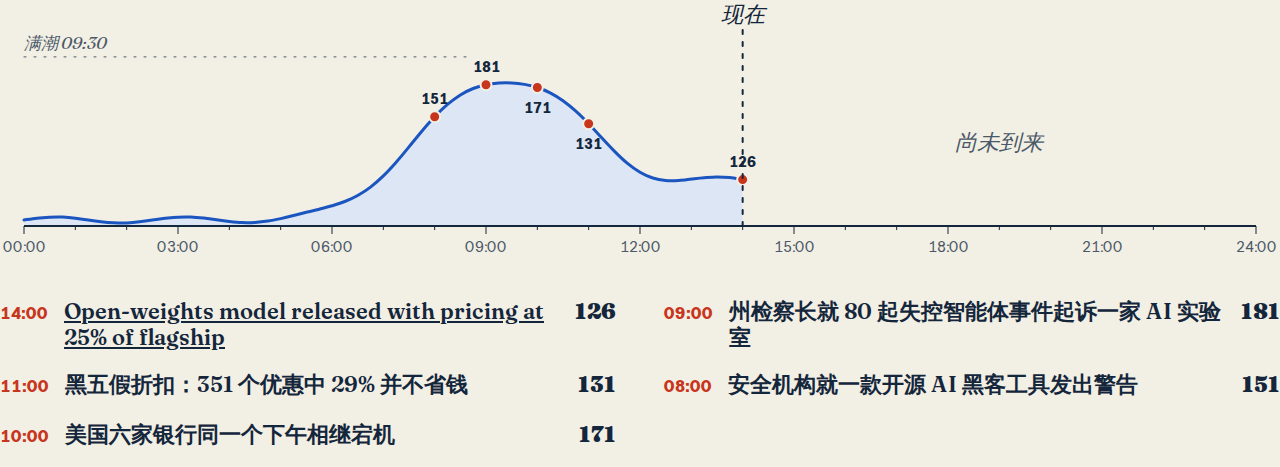 现在
满潮 09:30
181
151
171
131
126
尚未到来
00:00 03:00 06:00 09:00 12:00 15:00 18:00 21:00 24:00
14:00 Open-weights model released with pricing at 25% of flagship 126
11:00 黑五假折扣：351 个优惠中 29% 并不省钱 131
10:00 美国六家银行同一个下午相继宕机 171
09:00 州检察长就 80 起失控智能体事件起诉一家 AI 实验室 181
08:00 安全机构就一款开源 AI 黑客工具发出警告 151